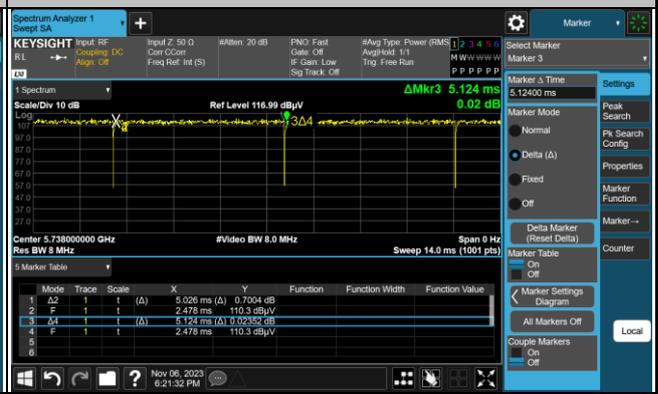 Spectrum Analyzer 1
Swept SA
Marker
KEYSIGHT Input: RF Input Z: 50 Ω #Atten: 20 dB PNO: Fast #Avg Type: Power (RMS 1 2 3 4 5 6
RL Coupling: DC Corr CCorr Gate: Off Avg|Hold: 1/1 M W W W W W
Align: Off Freq Ref: Int (S) IF Gain: Low Trig: Free Run
Sig Track: Off P P P P P P
LXI
Select Marker
Marker 3
1 Spectrum
ΔMkr3 5.124 ms
Scale/Div 10 dB Ref Level 116.99 dBµV 0.02 dB
Log
107
97.0
87.0
77.0
67.0
57.0
47.0
37.0
27.0
3Δ4
Center 5.738000000 GHz #Video BW 8.0 MHz Span 0 Hz
Res BW 8 MHz Sweep 14.0 ms (1001 pts)
5 Marker Table
Mode Trace Scale X Y Function Function Width Function Value
1 Δ2 1 t (Δ) 5.026 ms (Δ) 0.7004 dB
2 F 1 t 2.478 ms 110.3 dBµV
3 Δ4 1 t (Δ) 5.124 ms (Δ) 0.02352 dB
4 F 1 t 2.478 ms 110.3 dBµV
5
6
Nov 06, 2023
6:21:32 PM
Marker Δ Time
5.12400 ms
Marker Mode
Normal
Delta (Δ)
Fixed
Off
Delta Marker
(Reset Delta)
Marker Table
On
Off
Marker Settings
Diagram
All Markers Off
Couple Markers
On
Off
Settings
Peak
Search
Pk Search
Config
Properties
Marker
Function
Marker→
Counter
Local